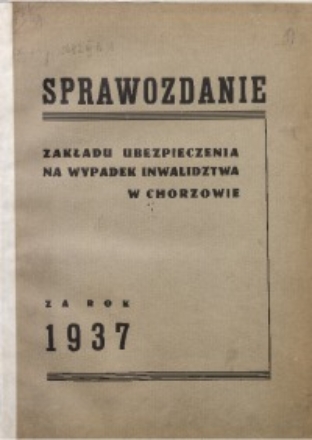 SPRAWOZDANIE
ZAKŁADU UBEZPIECZENIA
NA WYPADEK INWALIDZTWA
W CHORZOWIE
ZA ROK
1937